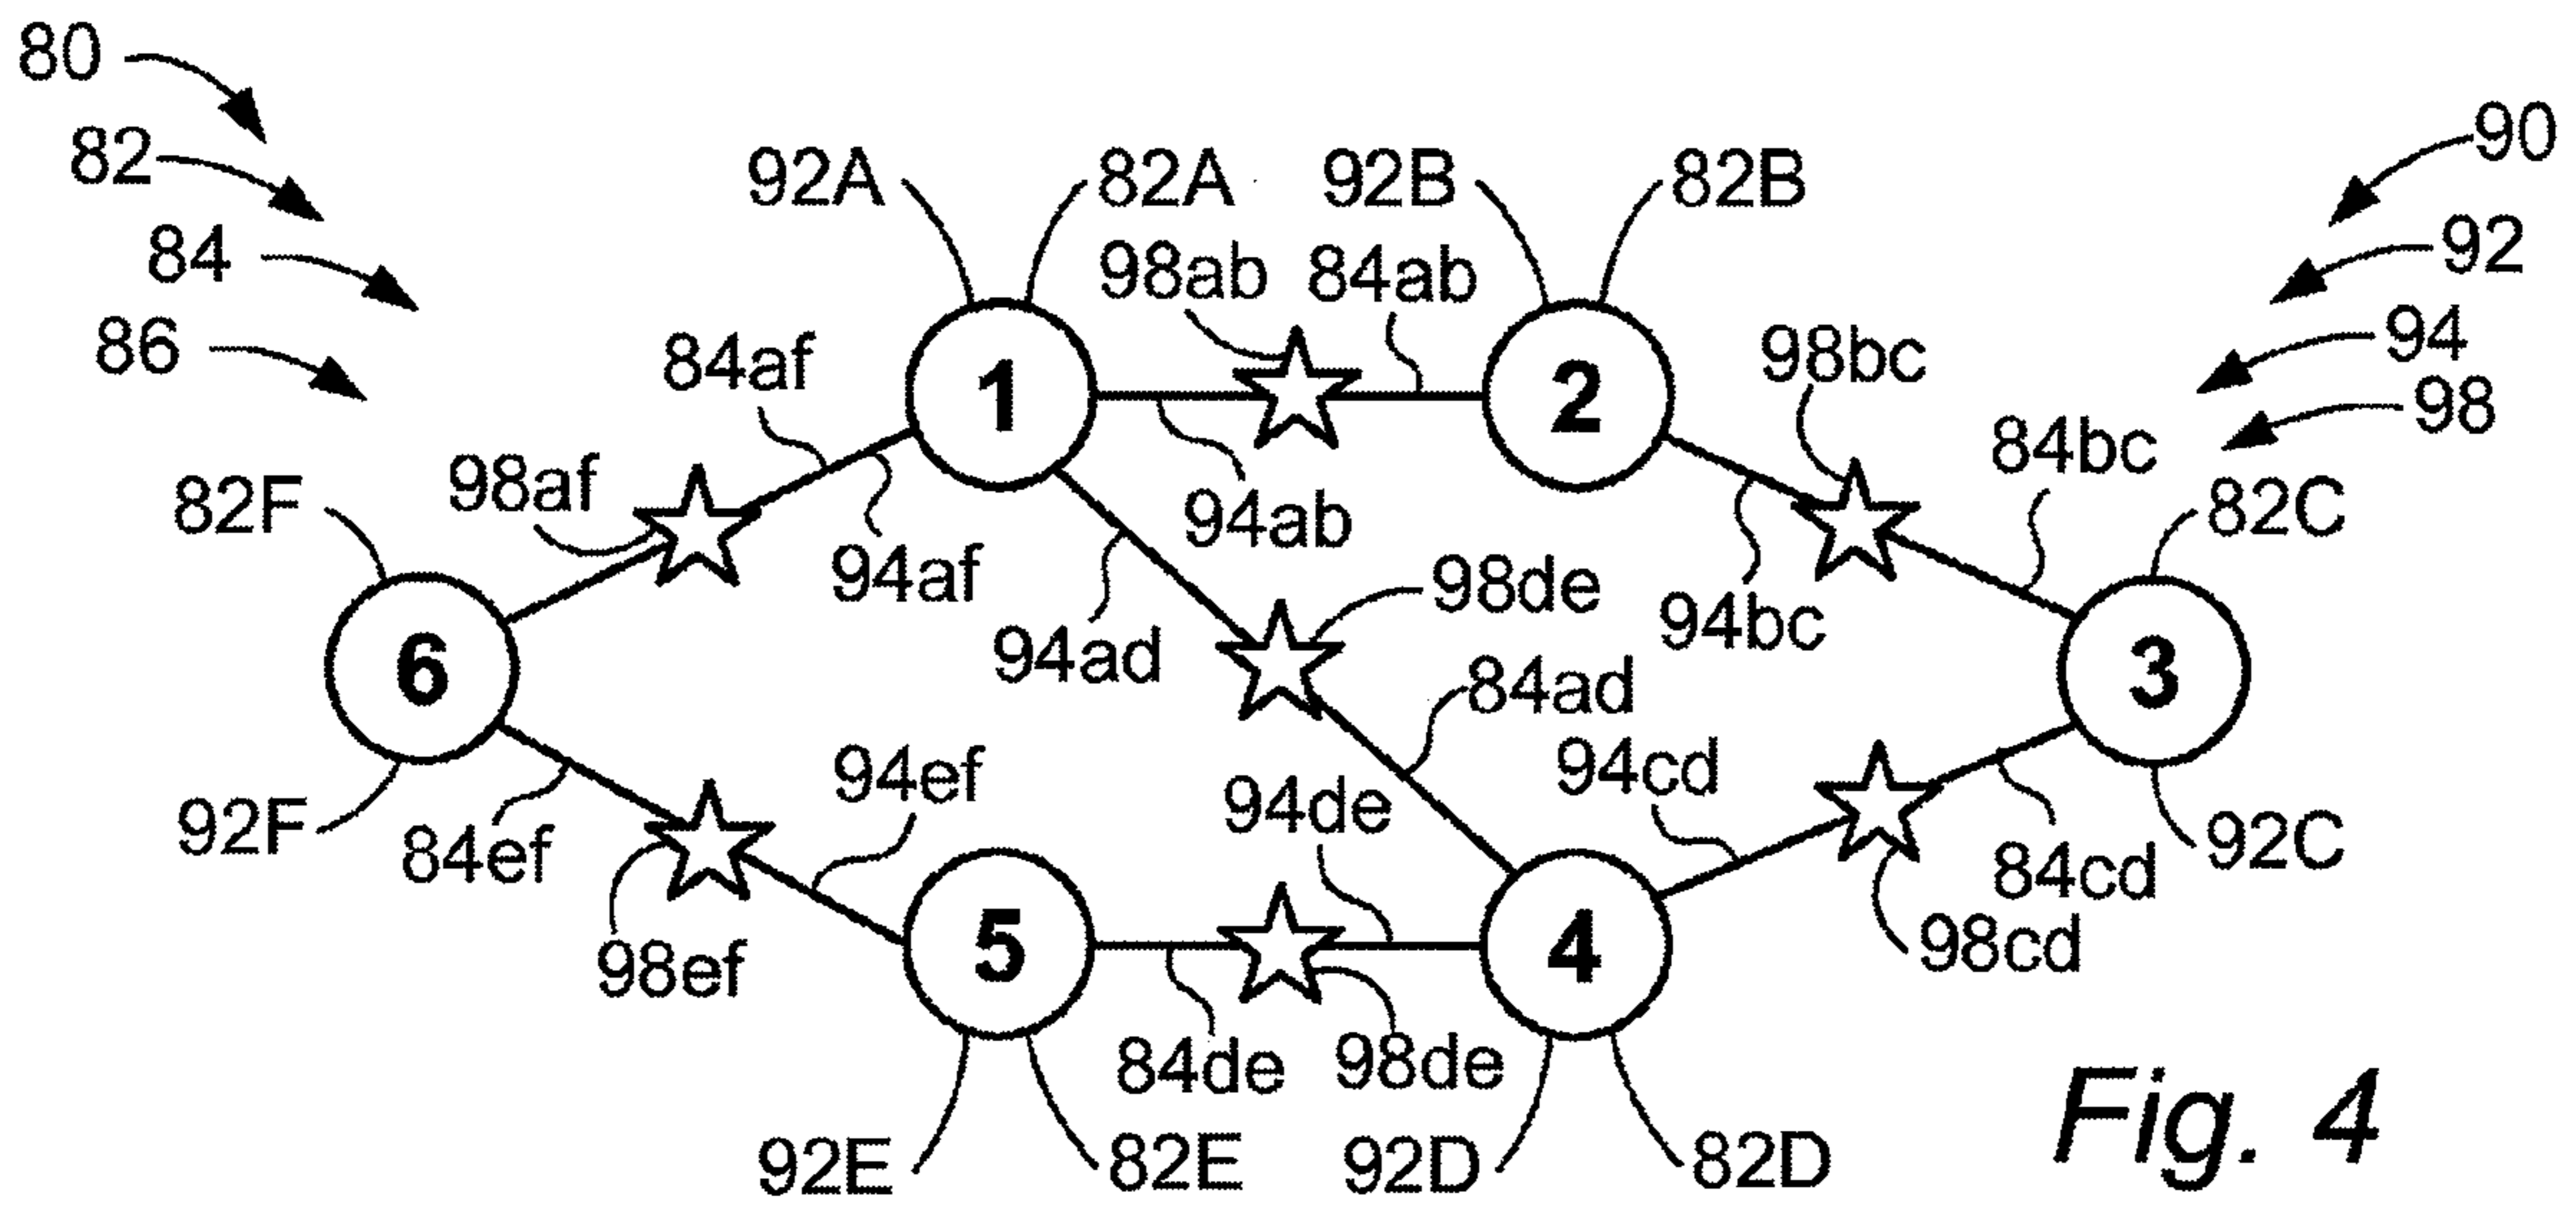 80
82
84
86
90
92
94
98
92A
82A
92B
82B
98ab
84ab
84af
98bc
84bc
98af
82F
94af
94ab
82C
1
2
94ad
98de
94bc
84ad
6
3
92F
84ef
94ef
94de
94cd
84cd
92C
98ef
5
4
98cd
84de
98de
92E
82E
92D
82D
Fig. 4